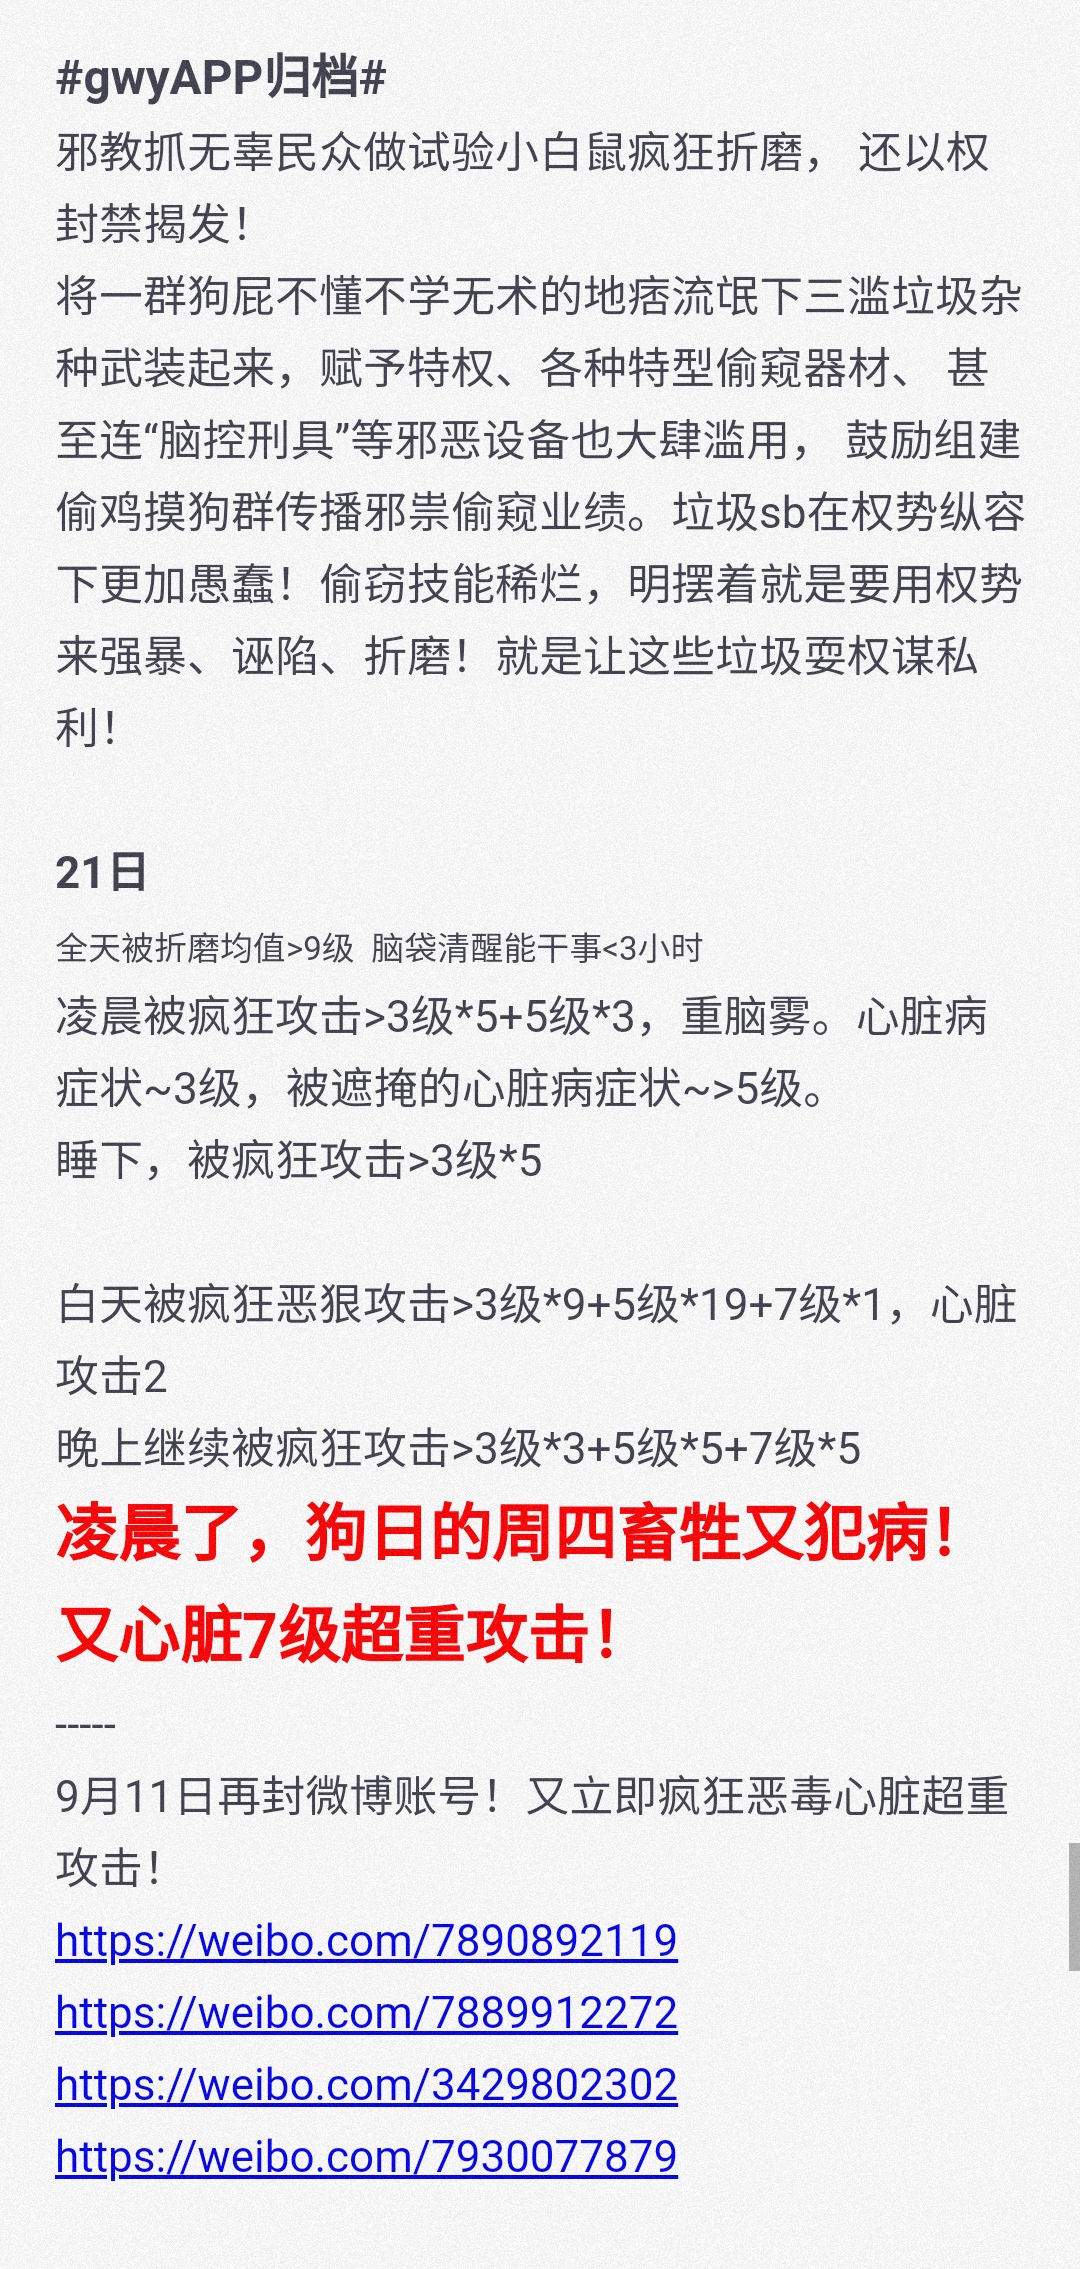 #gwyAPP归档#
邪教抓无辜民众做试验小白鼠疯狂折磨， 还以权
封禁揭发！
将一群狗屁不懂不学无术的地痞流氓下三滥垃圾杂
种武装起来，赋予特权、各种特型偷窥器材、 甚
至连“脑控刑具”等邪恶设备也大肆滥用， 鼓励组建
偷鸡摸狗群传播邪祟偷窥业绩。垃圾sb在权势纵容
下更加愚蠢！偷窃技能稀烂，明摆着就是要用权势
来强暴、诬陷、折磨！就是让这些垃圾耍权谋私
利！
21日
全天被折磨均值>9级 脑袋清醒能干事<3小时
凌晨被疯狂攻击>3级*5+5级*3，重脑雾。心脏病
症状~3级，被遮掩的心脏病症状~>5级。
睡下，被疯狂攻击>3级*5
白天被疯狂恶狠攻击>3级*9+5级*19+7级*1，心脏
攻击2
晚上继续被疯狂攻击>3级*3+5级*5+7级*5
凌晨了，狗日的周四畜牲又犯病！
又心脏7级超重攻击！
-----
9月11日再封微博账号！又立即疯狂恶毒心脏超重
攻击！
https://weibo.com/7890892119
https://weibo.com/7889912272
https://weibo.com/3429802302
https://weibo.com/7930077879